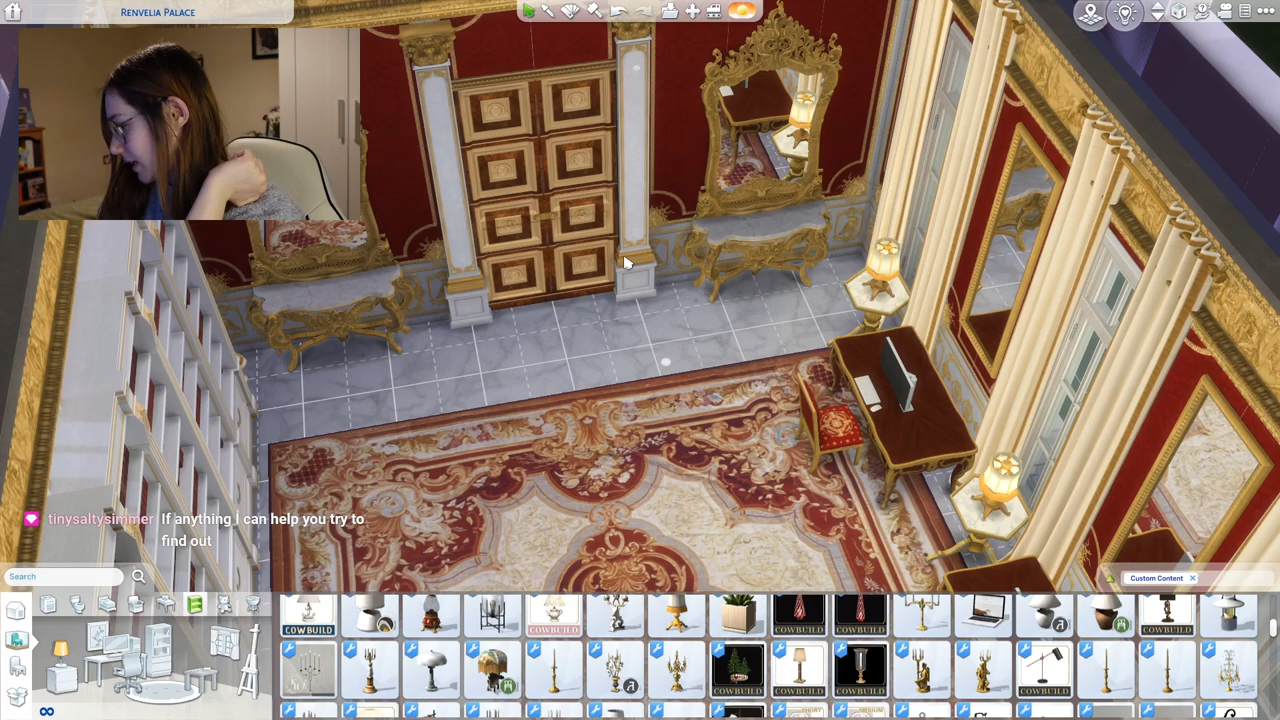 RENVELIA PALACE
tinysaltysimmer If anything I can help you try to
find out
Search
Custom Content
COWBUILD
COWBUILD
COWBUILD
COWBUILD
COWBUILD
COWBUILD
COWBUILD
COWBUILD
COWBUILD